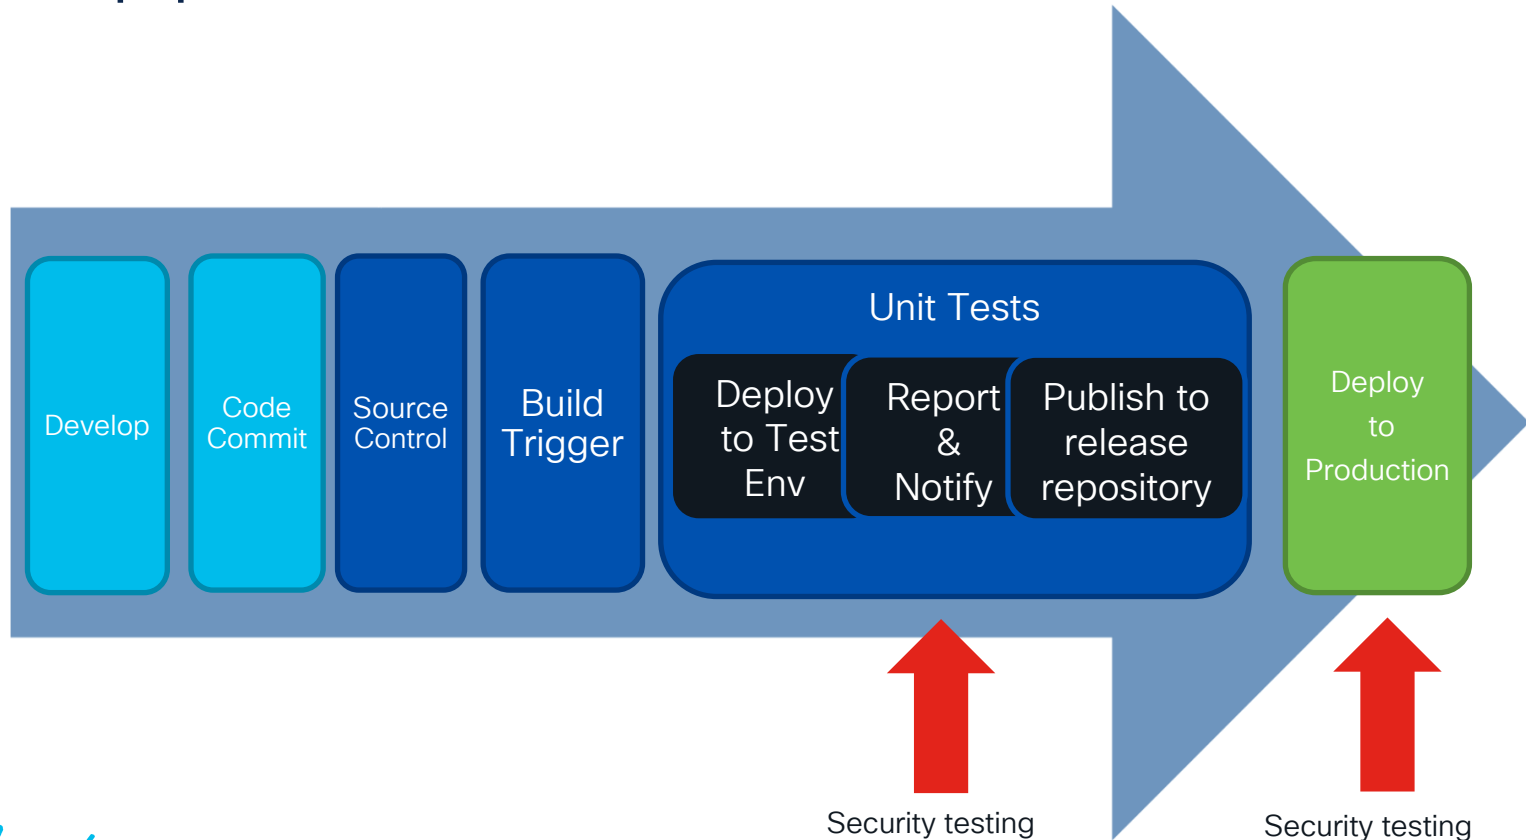 Develop
Code
Commit
Source
Control
Build
Trigger
Unit Tests
Deploy
to Test
Env
Report
&
Notify
Publish to
release
repository
Deploy
to
Production
Security testing
Security testing